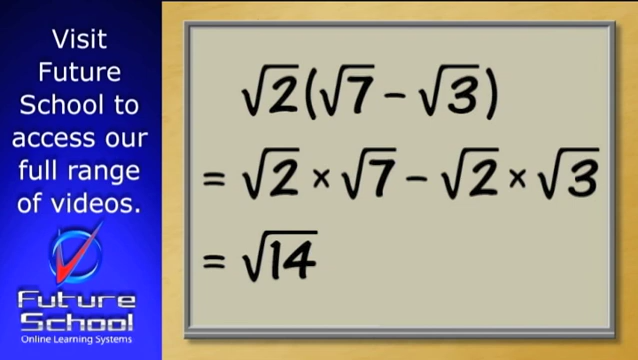 Visit
Future
School to
access our
full range
of videos.
Future
School
Online Learning Systems
√2(√7 - √3)
= √2 × √7 - √2 × √3
= √14